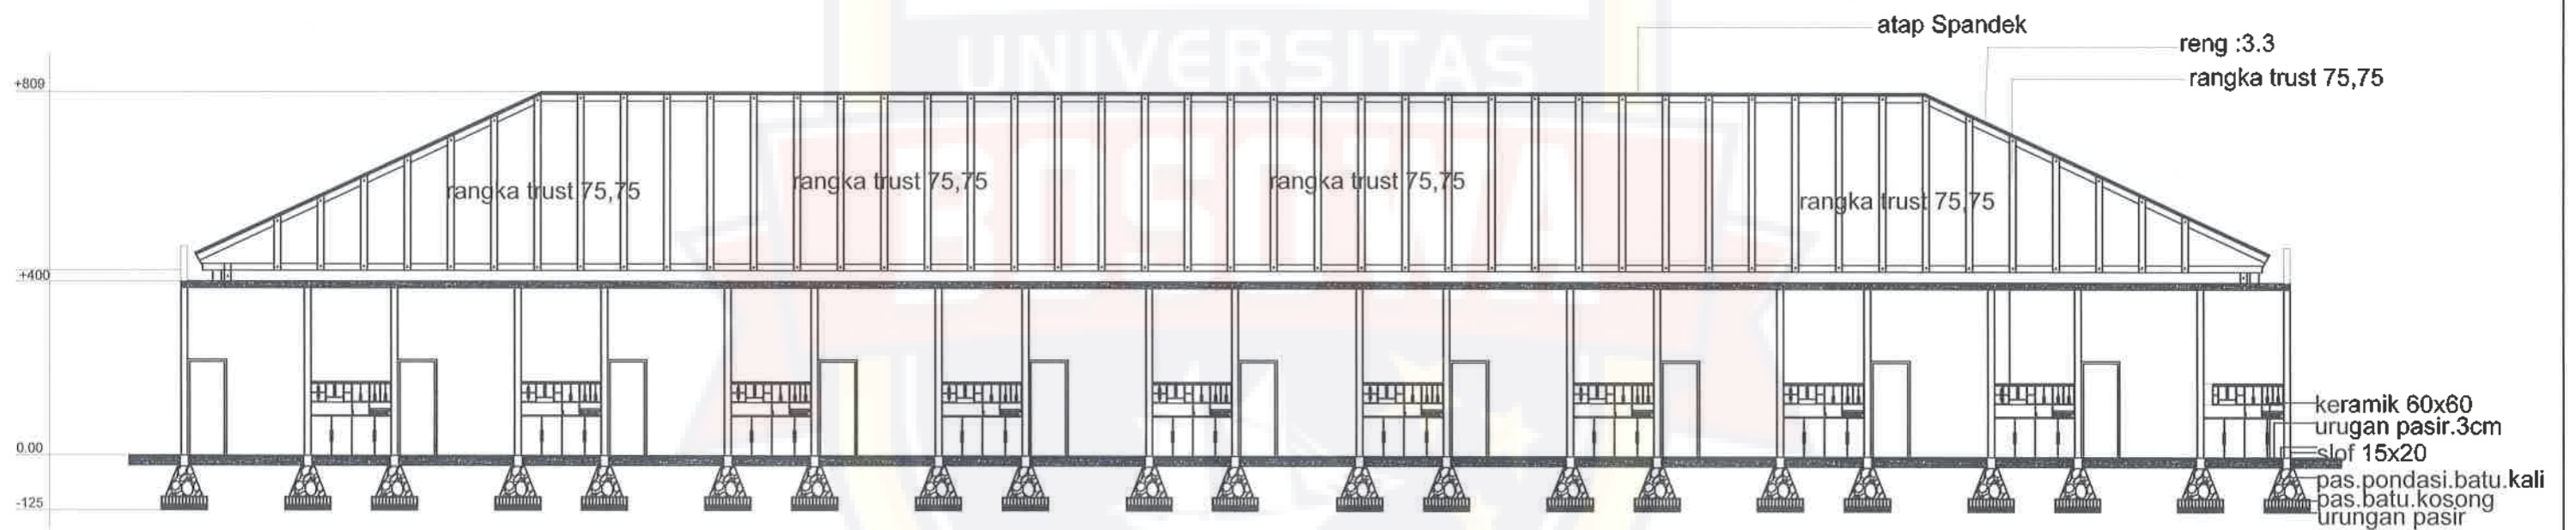 UNIVERSITAS
BOSOWA
atap Spandek
reng :3.3
rangka trust 75,75
+809
rangka trust 75,75
rangka trust 75,75
rangka trust 75,75
rangka trust 75,75
+400
keramik 60x60
urugan pasir.3cm
slof 15x20
0.00
pas.pondasi.batu.kali
pas.batu.kosong
urungan pasir
-125